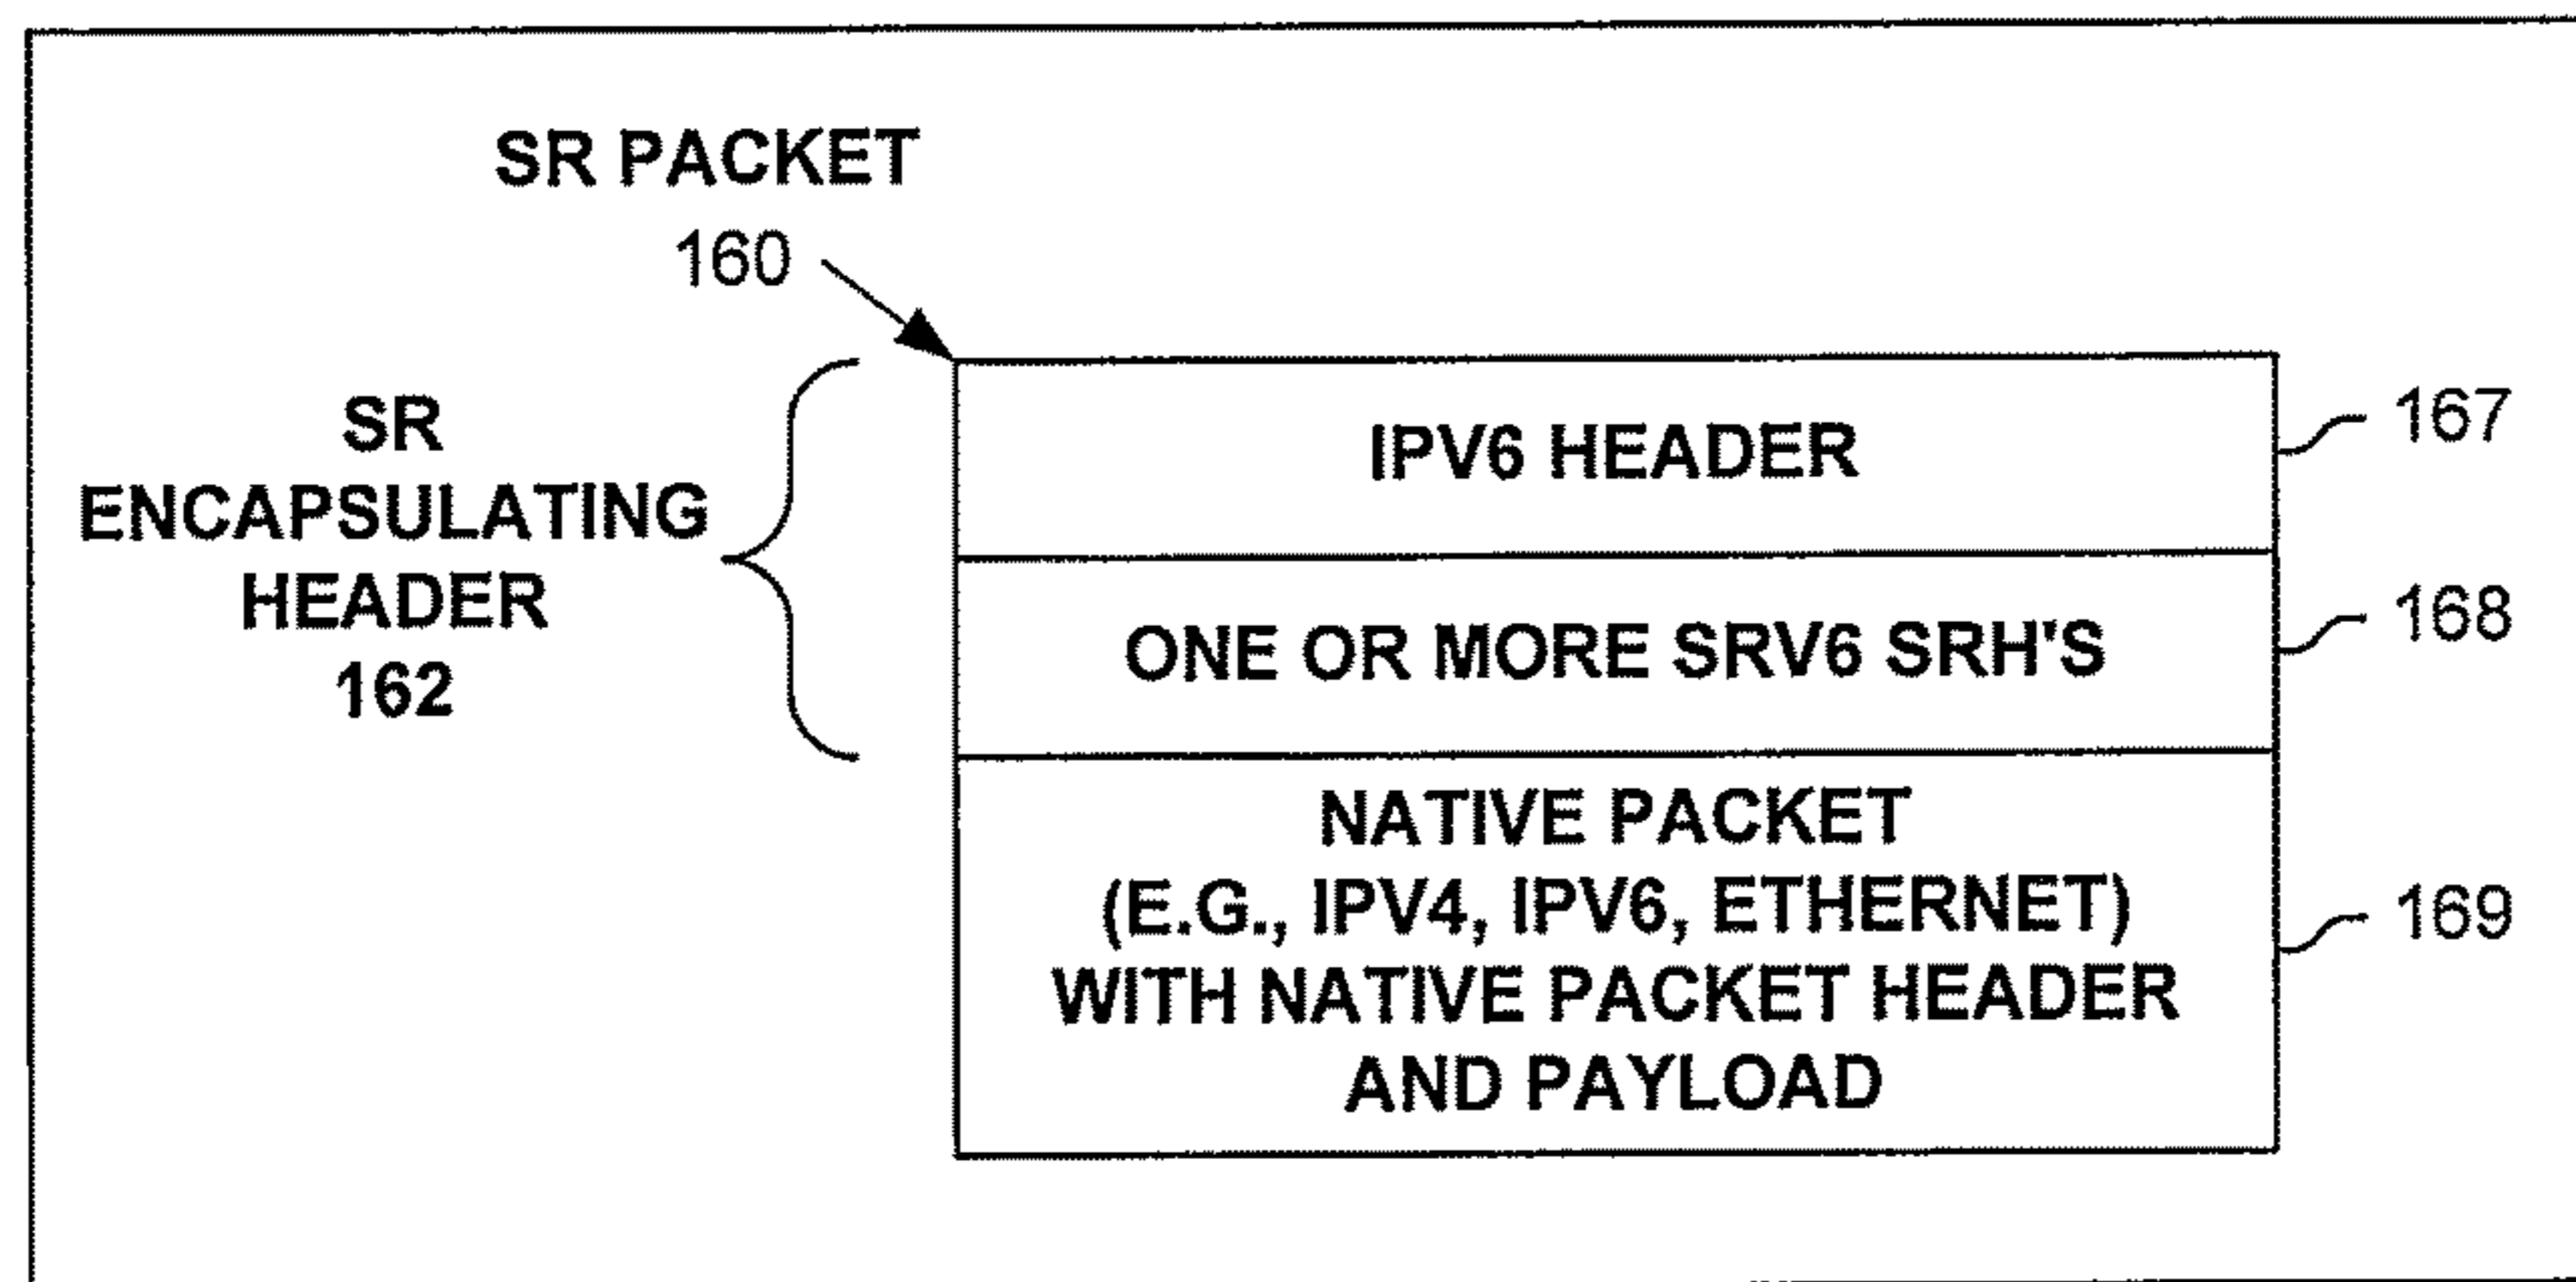 SR PACKET
160
SR
ENCAPSULATING
HEADER
162
IPV6 HEADER
167
ONE OR MORE SRV6 SRH'S
168
NATIVE PACKET
(E.G., IPV4, IPV6, ETHERNET)
WITH NATIVE PACKET HEADER
AND PAYLOAD
169